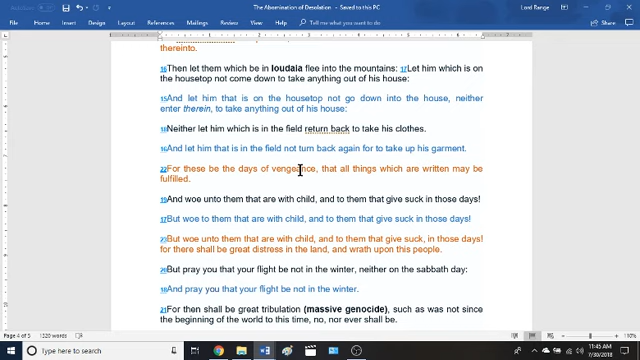 The Abomination of Desolation - Saved to this PC
Lord Range
File Home Insert Design Layout References Mailings Review View Help Tell me what you want to do Share
thereinto.
16Then let them which be in Ioudaia flee into the mountains: 17Let him which is on
the housetop not come down to take anything out of his house:
15And let him that is on the housetop not go down into the house, neither
enter therein, to take anything out of his house:
18Neither let him which is in the field return back to take his clothes.
16And let him that is in the field not turn back again for to take up his garment.
22For these be the days of vengeance, that all things which are written may be
fulfilled.
19And woe unto them that are with child, and to them that give suck in those days!
17But woe to them that are with child, and to them that give suck in those days!
23But woe unto them that are with child, and to them that give suck, in those days!
for there shall be great distress in the land, and wrath upon this people.
20But pray you that your flight be not in the winter, neither on the sabbath day:
18And pray you that your flight be not in the winter.
21For then shall be great tribulation (massive genocide), such as was not since
the beginning of the world to this time, no, nor ever shall be.
Page 4 of 5 1320 words
110%
Type here to search
11:45 AM
7/30/2018